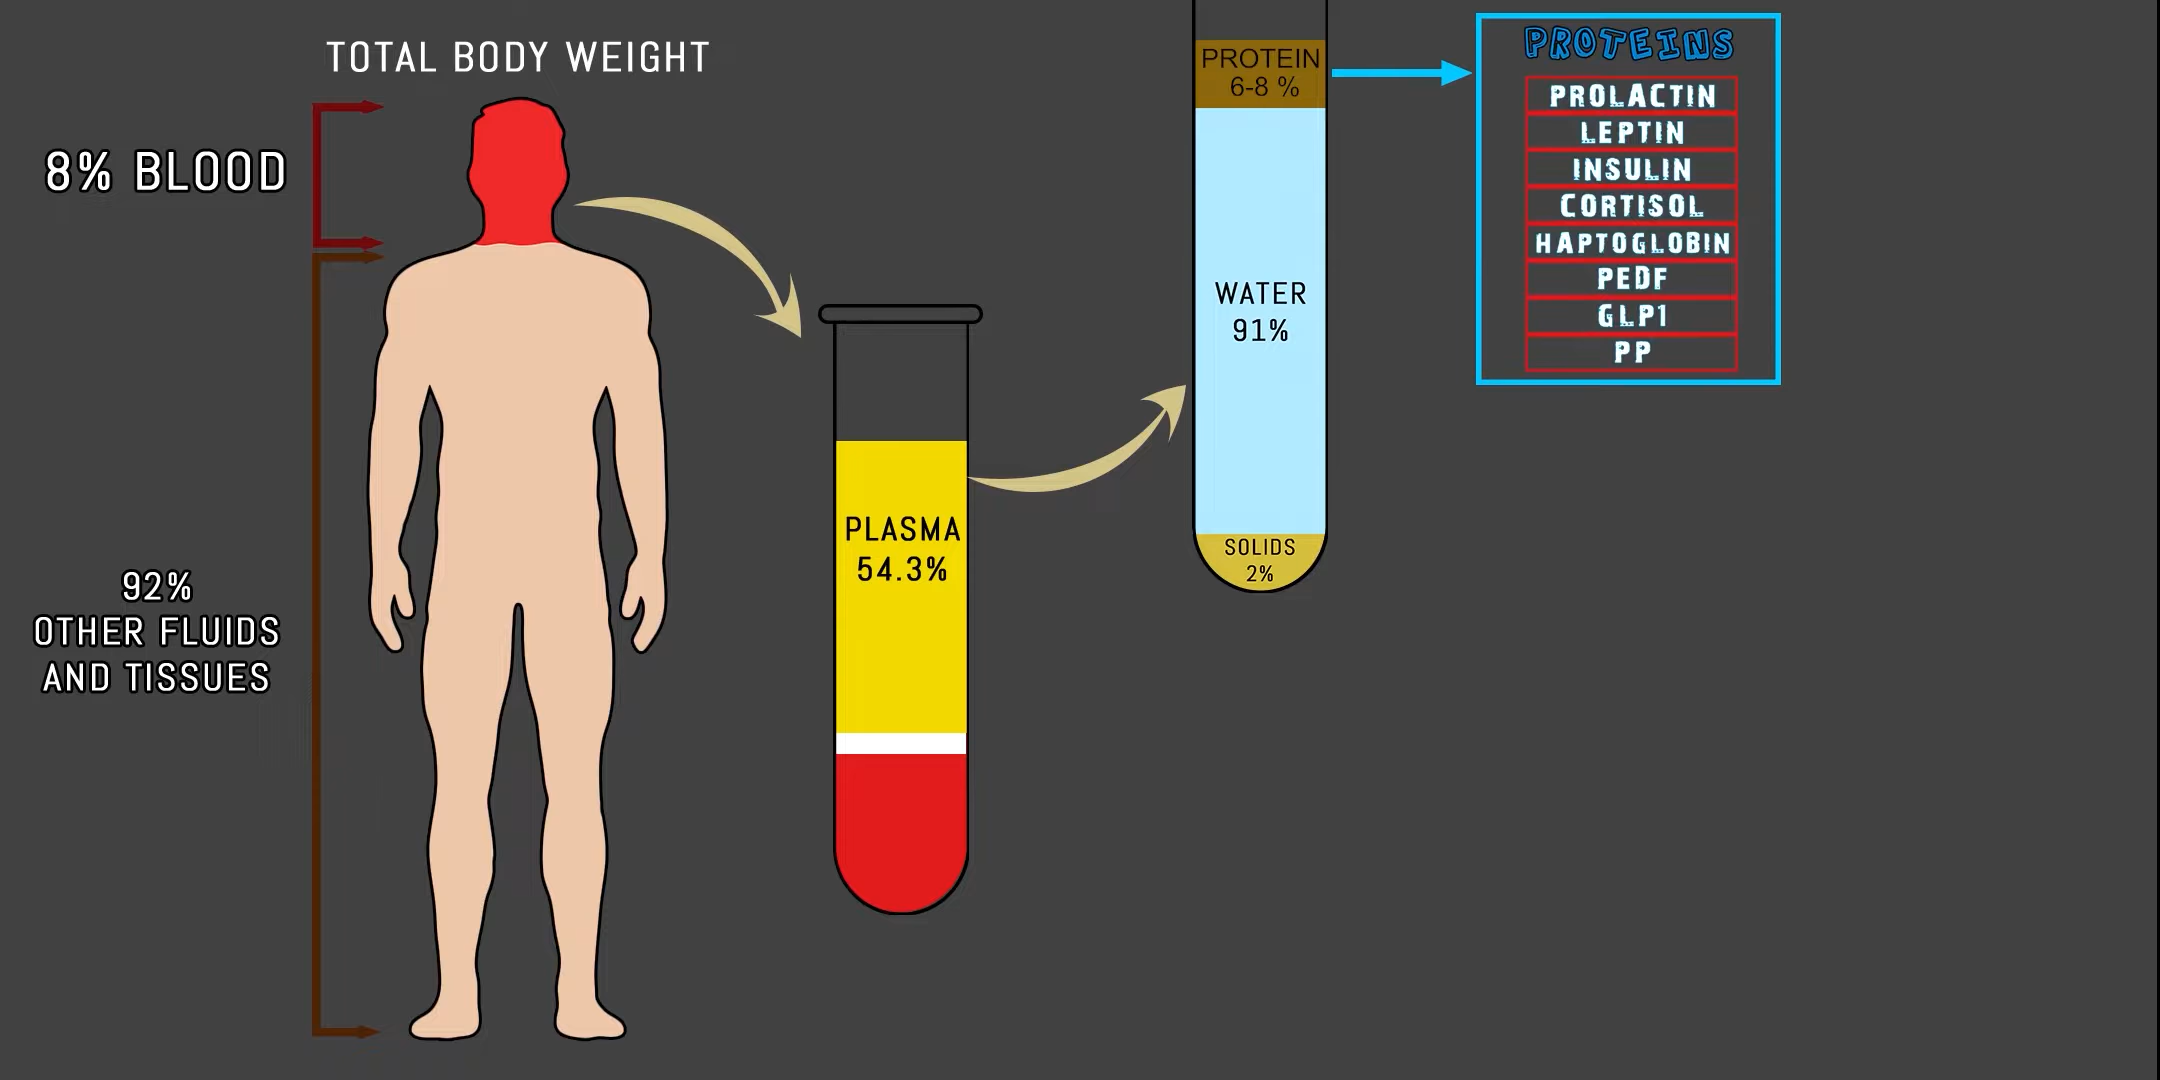 TOTAL BODY WEIGHT
8% BLOOD
92%
OTHER FLUIDS
AND TISSUES
PLASMA
54.3%
PROTEIN
6-8 %
WATER
91%
SOLIDS
2%
PROTEINS
PROLACTIN
LEPTIN
INSULIN
CORTISOL
HAPTOGLOBIN
PEDF
GLP1
PP